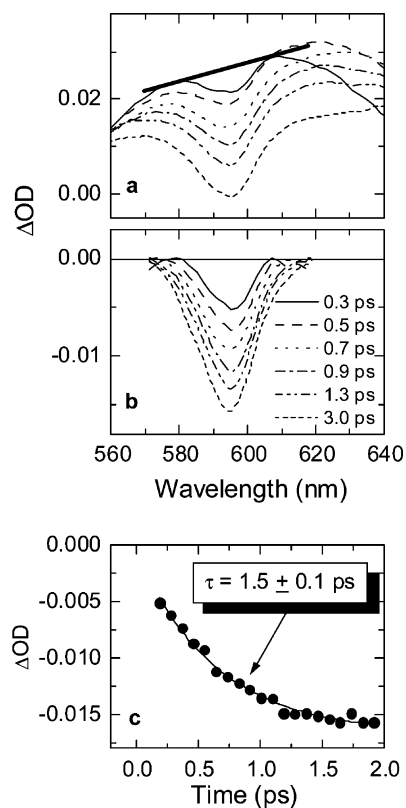 0.02
0.00
a
ΔOD
0.00
-0.01
b
0.3 ps
0.5 ps
0.7 ps
0.9 ps
1.3 ps
3.0 ps
560 580 600 620 640
Wavelength (nm)
0.000
-0.005
-0.010
-0.015
ΔOD
τ = 1.5 ± 0.1 ps
c
0.0 0.5 1.0 1.5 2.0
Time (ps)